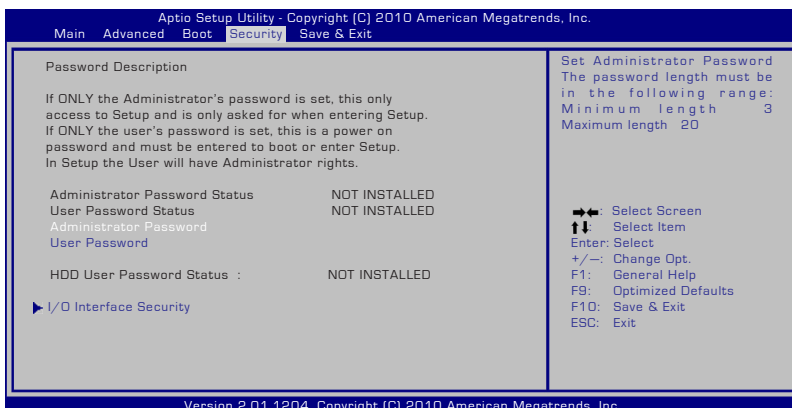 Aptio Setup Utility - Copyright (C) 2010 American Megatrends, Inc.
Main Advanced Boot Security Save & Exit
Password Description
If ONLY the Administrator's password is set, this only
access to Setup and is only asked for when entering Setup.
If ONLY the user's password is set, this is a power on
password and must be entered to boot or enter Setup.
In Setup the User will have Administrator rights.
Administrator Password Status NOT INSTALLED
User Password Status NOT INSTALLED
Administrator Password
User Password
HDD User Password Status : NOT INSTALLED
I/O Interface Security
Set Administrator Password
The password length must be
in the following range:
Minimum length 3
Maximum length 20
→←: Select Screen
↑↓: Select Item
Enter: Select
+/−: Change Opt.
F1: General Help
F9: Optimized Defaults
F10: Save & Exit
ESC: Exit
Version 2.01.1204. Copyright (C) 2010 American Megatrends, Inc.